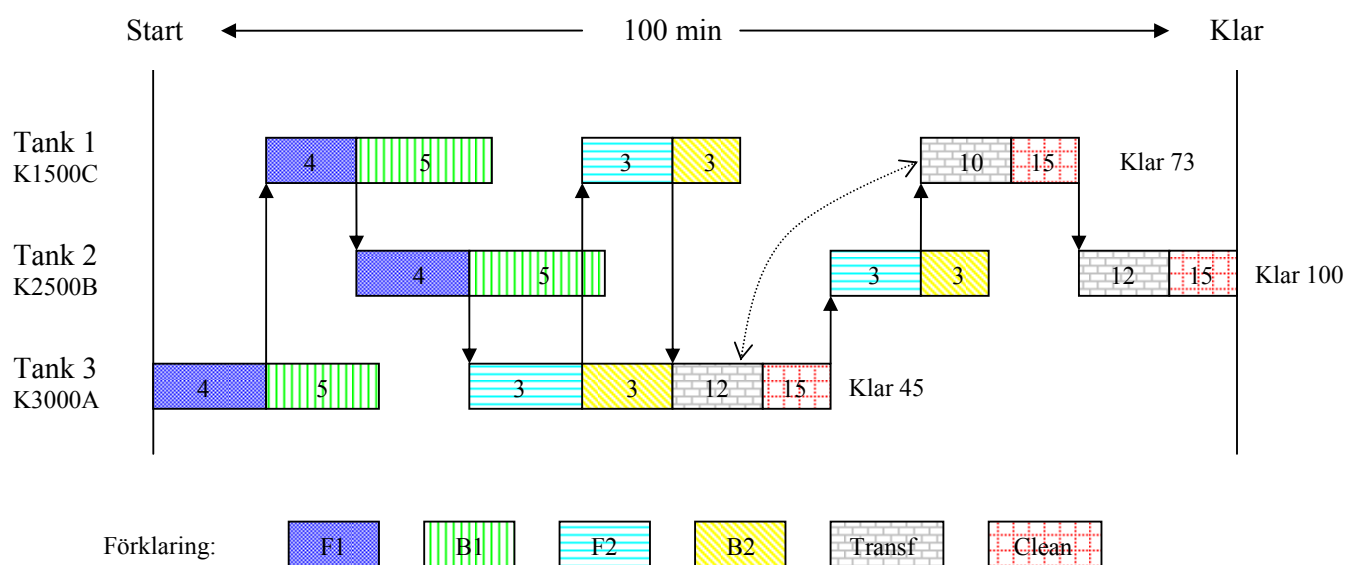 Start 100 min Klar
Tank 1
K1500C
4 5 3 3 10 15 Klar 73
Tank 2
K2500B
4 5 3 3 12 15 Klar 100
Tank 3
K3000A
4 5 3 3 12 15 Klar 45
Förklaring: F1 B1 F2 B2 Transf Clean